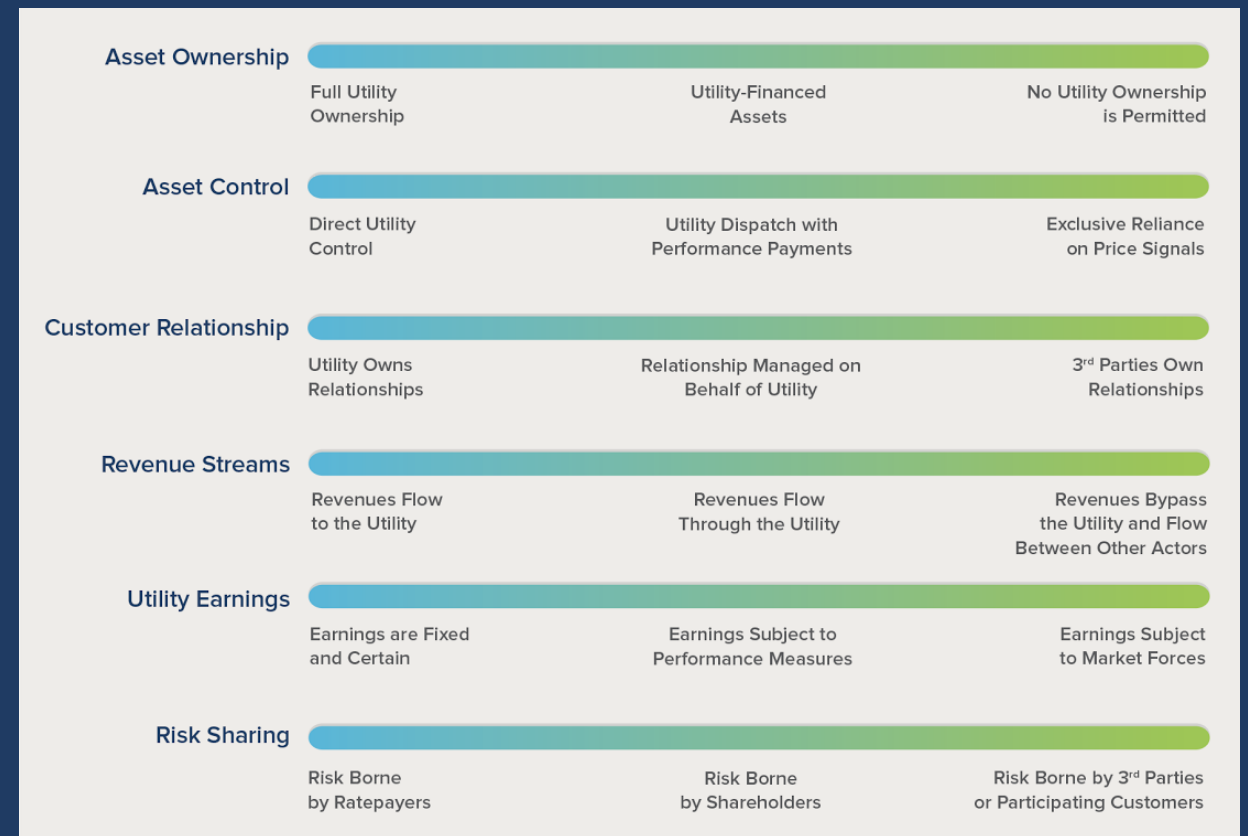 Asset Ownership
Full Utility
Ownership
Utility-Financed
Assets
No Utility Ownership
is Permitted
Asset Control
Direct Utility
Control
Utility Dispatch with
Performance Payments
Exclusive Reliance
on Price Signals
Customer Relationship
Utility Owns
Relationships
Relationship Managed on
Behalf of Utility
3rd Parties Own
Relationships
Revenue Streams
Revenues Flow
to the Utility
Revenues Flow
Through the Utility
Revenues Bypass
the Utility and Flow
Between Other Actors
Utility Earnings
Earnings are Fixed
and Certain
Earnings Subject to
Performance Measures
Earnings Subject
to Market Forces
Risk Sharing
Risk Borne
by Ratepayers
Risk Borne
by Shareholders
Risk Borne by 3rd Parties
or Participating Customers